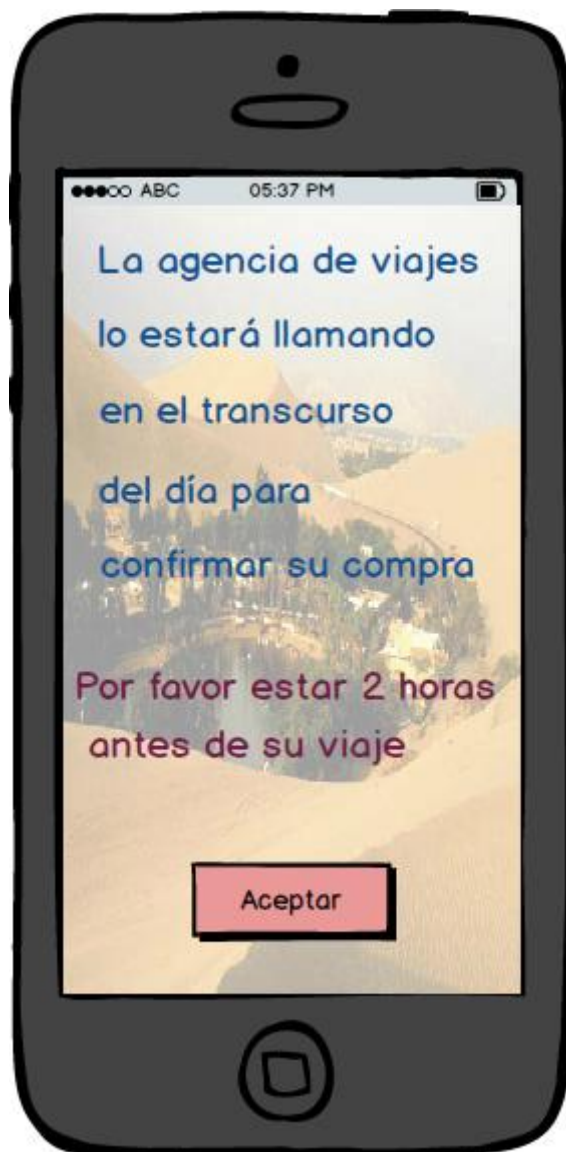 ABC 05:37 PM
La agencia de viajes
lo estará llamando
en el transcurso
del día para
confirmar su compra
Por favor estar 2 horas
antes de su viaje
Aceptar